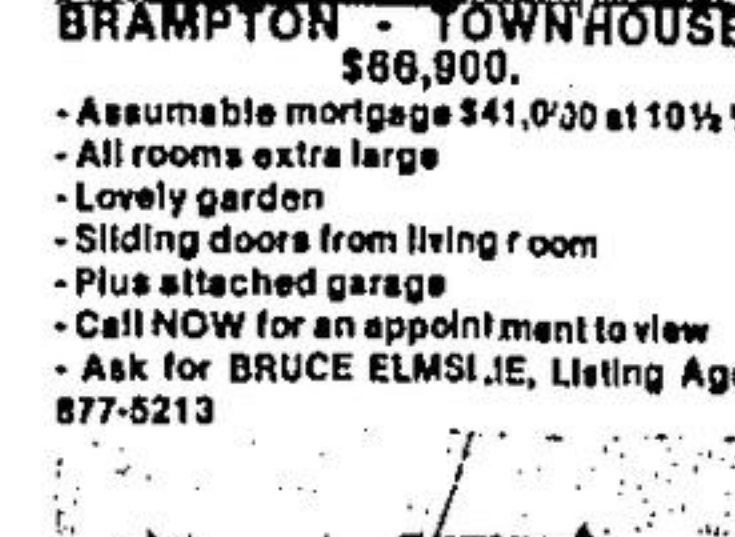 BRAMPTON - TOWNHOUSE
$66,900.
- Assumable mortgage $41,000 at 10½
- All rooms extra large
- Lovely garden
- Sliding doors from living room
- Plus attached garage
- Call NOW for an appointment to view
- Ask for BRUCE ELMSLIE, Listing Age
877-5213